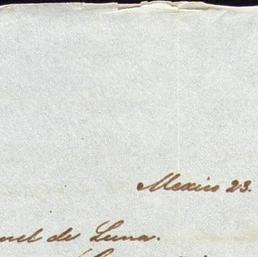 Mexico 23.
nuel de Luna.